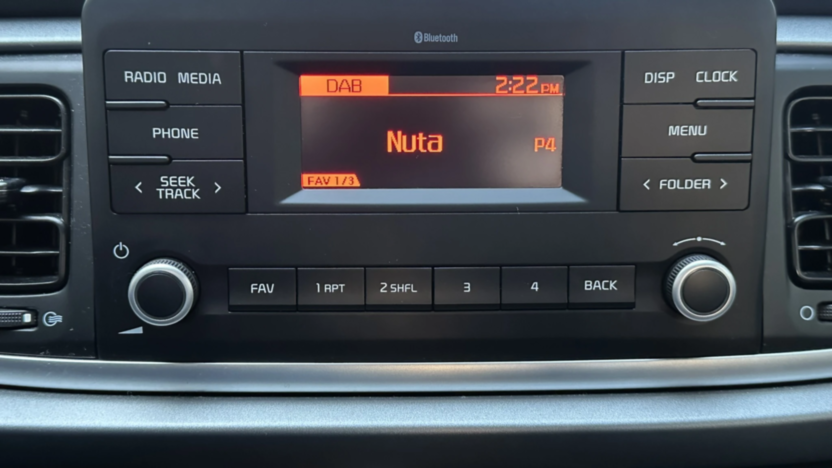 Bluetooth
RADIO MEDIA
DAB 2:22 PM
DISP CLOCK
PHONE
Nuta P4
MENU
< SEEK TRACK >
FAV 1/3
< FOLDER >
FAV
1 RPT
2 SHFL
3
4
BACK